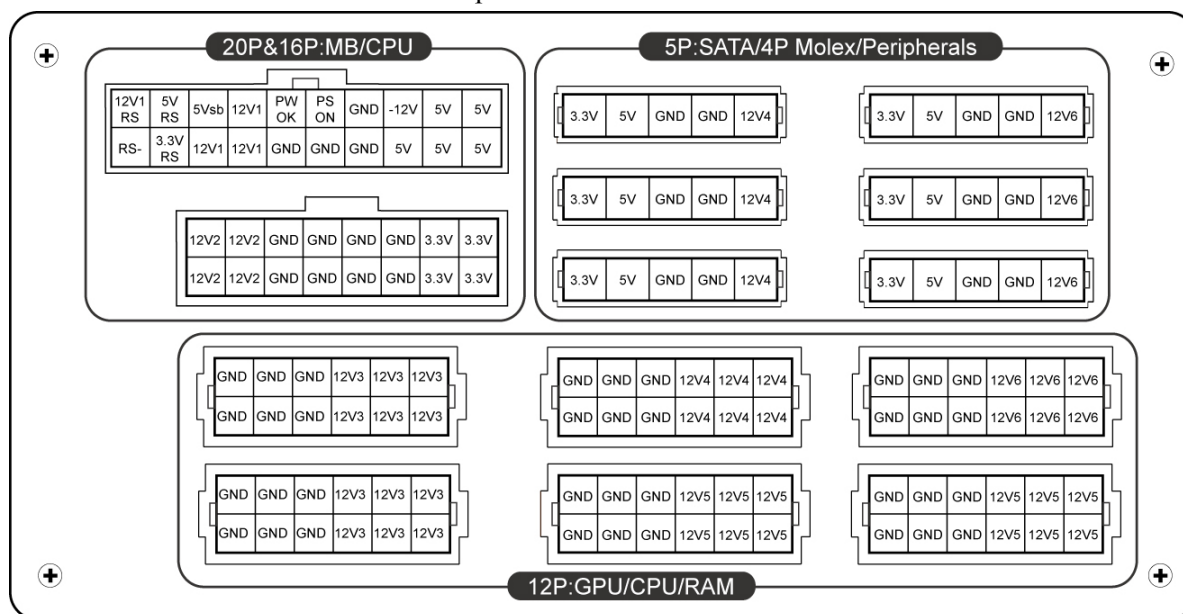 20P&16P:MB/CPU
12V1 RS 5V RS 5Vsb 12V1 PW OK PS ON GND -12V 5V 5V
RS- 3.3V RS 12V1 12V1 GND GND GND 5V 5V 5V
12V2 12V2 GND GND GND GND 3.3V 3.3V
12V2 12V2 GND GND GND GND 3.3V 3.3V
5P:SATA/4P Molex/Peripherals
3.3V 5V GND GND 12V4
3.3V 5V GND GND 12V6
3.3V 5V GND GND 12V4
3.3V 5V GND GND 12V6
3.3V 5V GND GND 12V4
3.3V 5V GND GND 12V6
GND GND GND 12V3 12V3 12V3
GND GND GND 12V3 12V3 12V3
GND GND GND 12V4 12V4 12V4
GND GND GND 12V4 12V4 12V4
GND GND GND 12V6 12V6 12V6
GND GND GND 12V6 12V6 12V6
GND GND GND 12V3 12V3 12V3
GND GND GND 12V3 12V3 12V3
GND GND GND 12V5 12V5 12V5
GND GND GND 12V5 12V5 12V5
GND GND GND 12V5 12V5 12V5
GND GND GND 12V5 12V5 12V5
12P:GPU/CPU/RAM